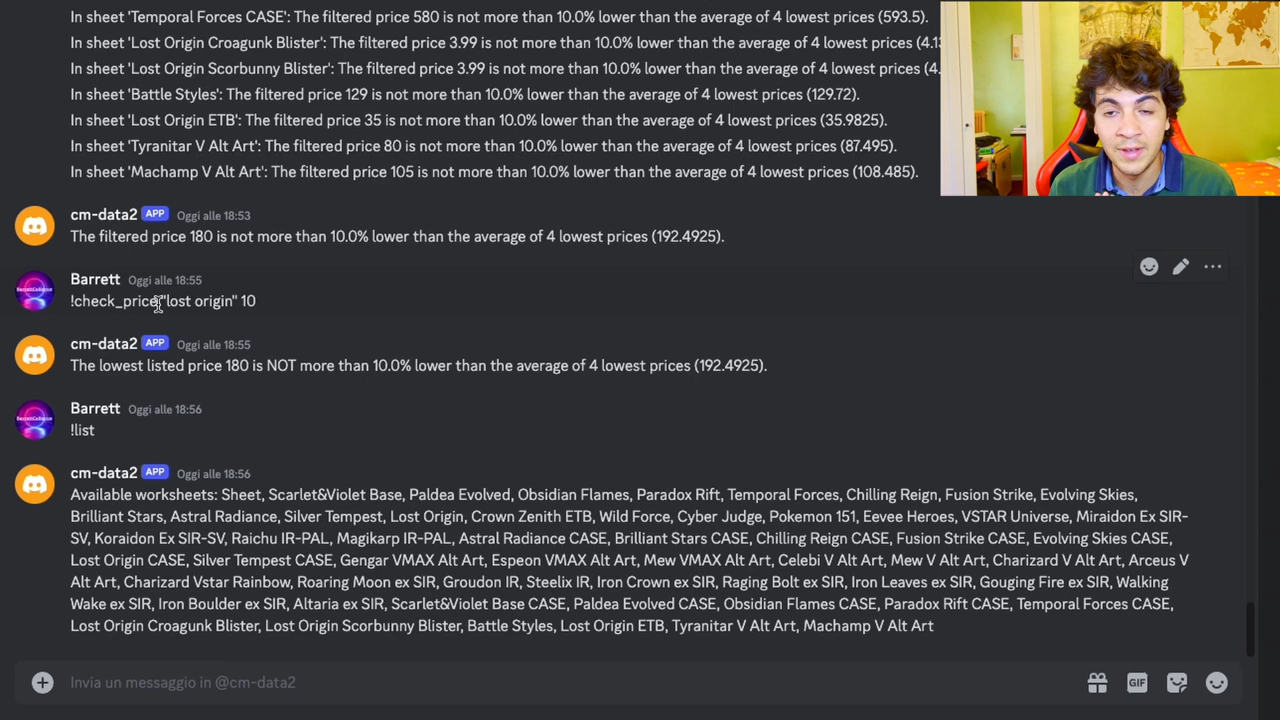 In sheet 'Temporal Forces CASE': The filtered price 580 is not more than 10.0% lower than the average of 4 lowest prices (593.5).
In sheet 'Lost Origin Croagunk Blister': The filtered price 3.99 is not more than 10.0% lower than the average of 4 lowest prices (4.13
In sheet 'Lost Origin Scorbunny Blister': The filtered price 3.99 is not more than 10.0% lower than the average of 4 lowest prices (4.
In sheet 'Battle Styles': The filtered price 129 is not more than 10.0% lower than the average of 4 lowest prices (129.72).
In sheet 'Lost Origin ETB': The filtered price 35 is not more than 10.0% lower than the average of 4 lowest prices (35.9825).
In sheet 'Tyranitar V Alt Art': The filtered price 80 is not more than 10.0% lower than the average of 4 lowest prices (87.495).
In sheet 'Machamp V Alt Art': The filtered price 105 is not more than 10.0% lower than the average of 4 lowest prices (108.485).
cm-data2 APP Oggi alle 18:53
The filtered price 180 is not more than 10.0% lower than the average of 4 lowest prices (192.4925).
Barrett Oggi alle 18:55
!check_price "lost origin" 10
cm-data2 APP Oggi alle 18:55
The lowest listed price 180 is NOT more than 10.0% lower than the average of 4 lowest prices (192.4925).
Barrett Oggi alle 18:56
!list
cm-data2 APP Oggi alle 18:56
Available worksheets: Sheet, Scarlet&Violet Base, Paldea Evolved, Obsidian Flames, Paradox Rift, Temporal Forces, Chilling Reign, Fusion Strike, Evolving Skies,
Brilliant Stars, Astral Radiance, Silver Tempest, Lost Origin, Crown Zenith ETB, Wild Force, Cyber Judge, Pokemon 151, Eevee Heroes, VSTAR Universe, Miraidon Ex SIR-
SV, Koraidon Ex SIR-SV, Raichu IR-PAL, Magikarp IR-PAL, Astral Radiance CASE, Brilliant Stars CASE, Chilling Reign CASE, Fusion Strike CASE, Evolving Skies CASE,
Lost Origin CASE, Silver Tempest CASE, Gengar VMAX Alt Art, Espeon VMAX Alt Art, Mew VMAX Alt Art, Celebi V Alt Art, Mew V Alt Art, Charizard V Alt Art, Arceus V
Alt Art, Charizard Vstar Rainbow, Roaring Moon ex SIR, Groudon IR, Steelix IR, Iron Crown ex SIR, Raging Bolt ex SIR, Iron Leaves ex SIR, Gouging Fire ex SIR, Walking
Wake ex SIR, Iron Boulder ex SIR, Altaria ex SIR, Scarlet&Violet Base CASE, Paldea Evolved CASE, Obsidian Flames CASE, Paradox Rift CASE, Temporal Forces CASE,
Lost Origin Croagunk Blister, Lost Origin Scorbunny Blister, Battle Styles, Lost Origin ETB, Tyranitar V Alt Art, Machamp V Alt Art
Invia un messaggio in @cm-data2
GIF